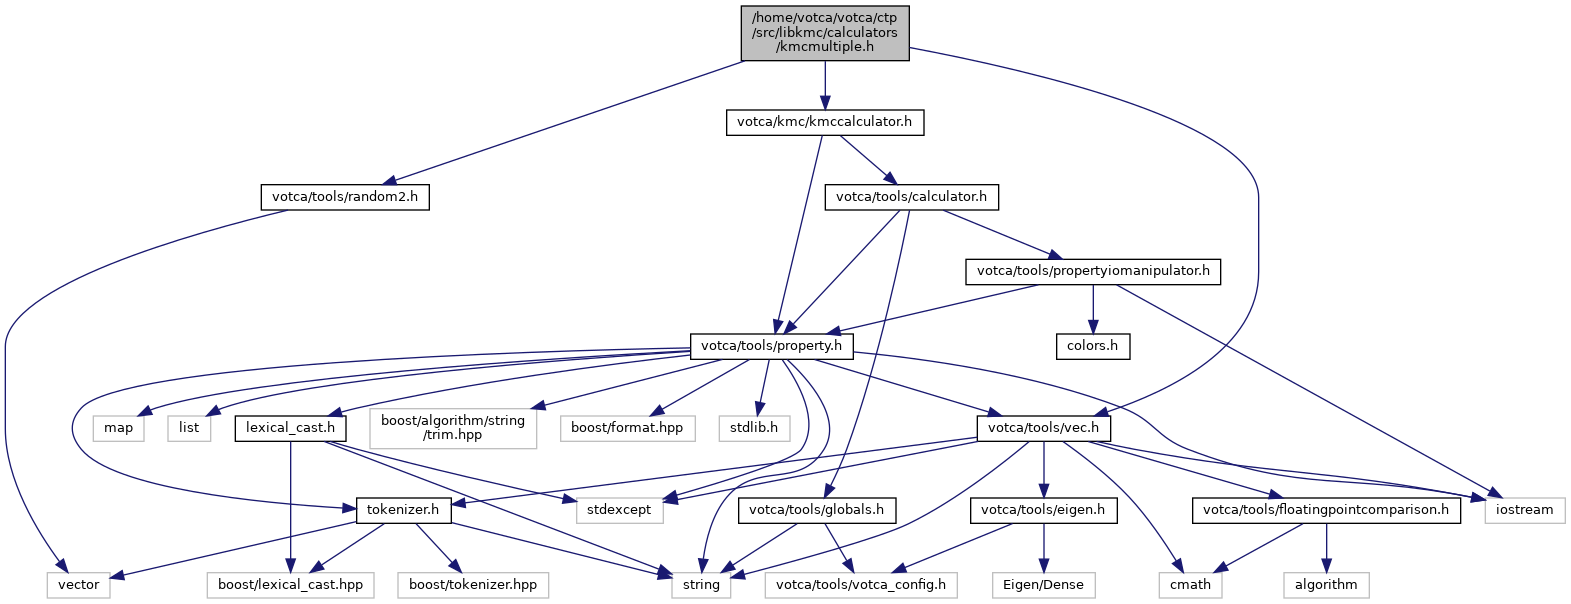 /home/votca/votca/ctp
/src/libkmc/calculators
/kmcmultiple.h
votca/kmc/kmccalculator.h
votca/tools/random2.h
votca/tools/calculator.h
votca/tools/propertyiomanipulator.h
votca/tools/property.h
colors.h
map
list
lexical_cast.h
boost/algorithm/string
/trim.hpp
boost/format.hpp
stdlib.h
votca/tools/vec.h
tokenizer.h
stdexcept
votca/tools/globals.h
votca/tools/eigen.h
votca/tools/floatingpointcomparison.h
iostream
vector
boost/lexical_cast.hpp
boost/tokenizer.hpp
string
votca/tools/votca_config.h
Eigen/Dense
cmath
algorithm